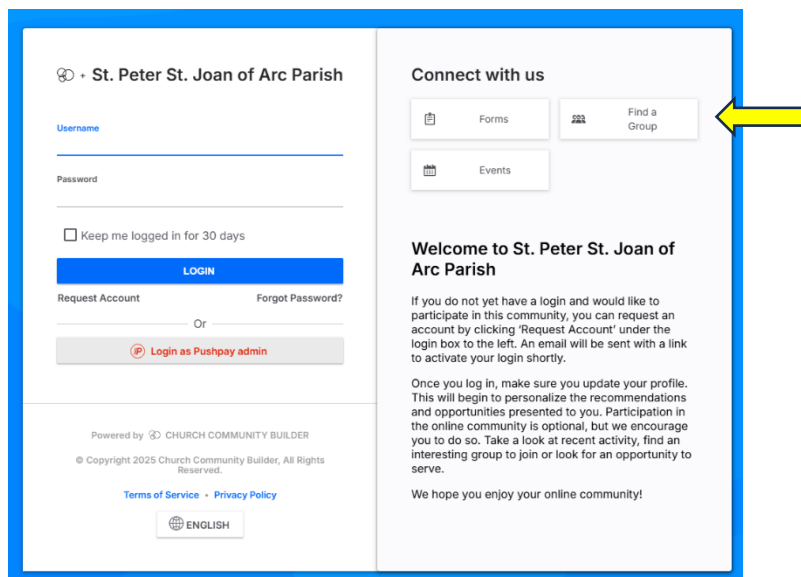 St. Peter St. Joan of Arc Parish
Username
Password
Keep me logged in for 30 days
LOGIN
Request Account
Forgot Password?
Or
Login as Pushpay admin
Powered by CHURCH COMMUNITY BUILDER
© Copyright 2025 Church Community Builder, All Rights
Reserved.
Terms of Service • Privacy Policy
ENGLISH
Connect with us
Forms
Find a
Group
Events
Welcome to St. Peter St. Joan of
Arc Parish
If you do not yet have a login and would like to
participate in this community, you can request an
account by clicking ‘Request Account’ under the
login box to the left. An email will be sent with a link
to activate your login shortly.
Once you log in, make sure you update your profile.
This will begin to personalize the recommendations
and opportunities presented to you. Participation in
the online community is optional, but we encourage
you to do so. Take a look at recent activity, find an
interesting group to join or look for an opportunity to
serve.
We hope you enjoy your online community!